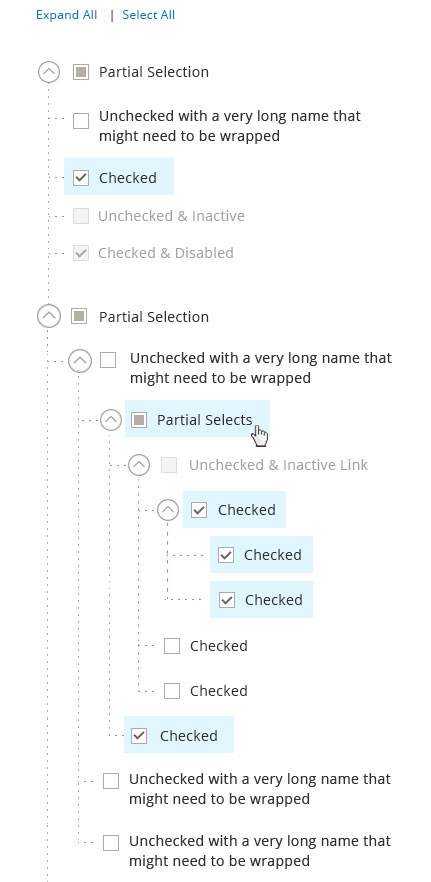 Expand All | Select All
Partial Selection
Unchecked with a very long name that
might need to be wrapped
Checked
Unchecked & Inactive
Checked & Disabled
Partial Selection
Unchecked with a very long name that
might need to be wrapped
Partial Selects
Unchecked & Inactive Link
Checked
Checked
Checked
Checked
Checked
Checked
Unchecked with a very long name that
might need to be wrapped
Unchecked with a very long name that
might need to be wrapped